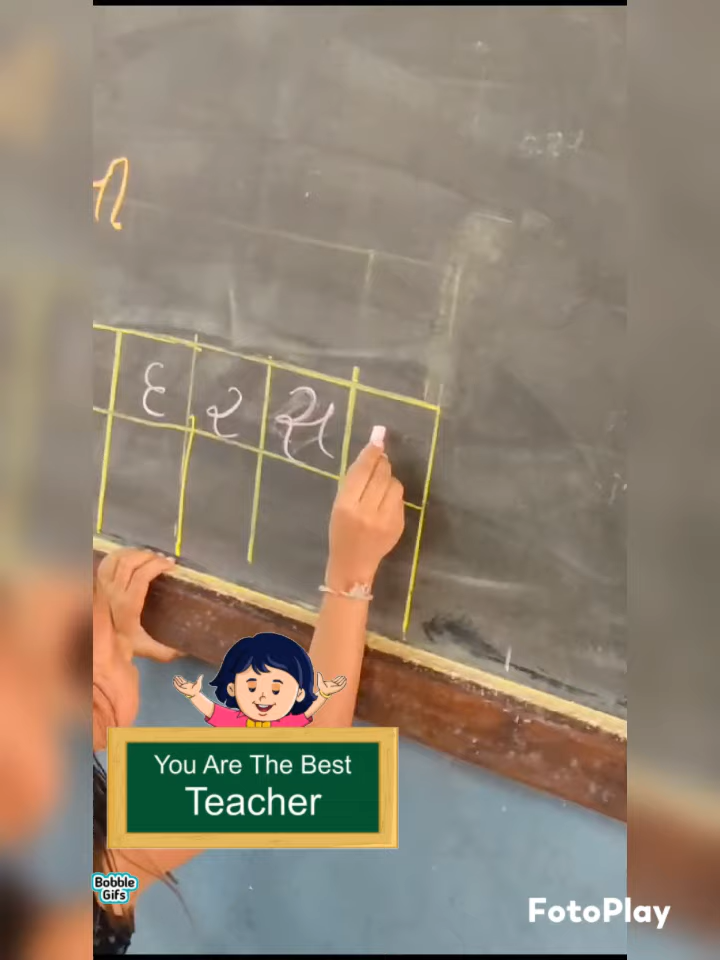 દ ર સ
You Are The Best
Teacher
Bobble
Gifs
FotoPlay